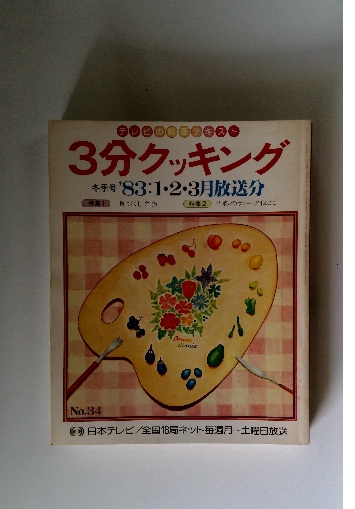 テレビの料理テキスト
3分クッキング
冬季号 '83:1・2・3月放送分
特集1
特集2
Bonne
Année
No.34
日本テレビ/全国18局ネット毎週月〜土曜日放送